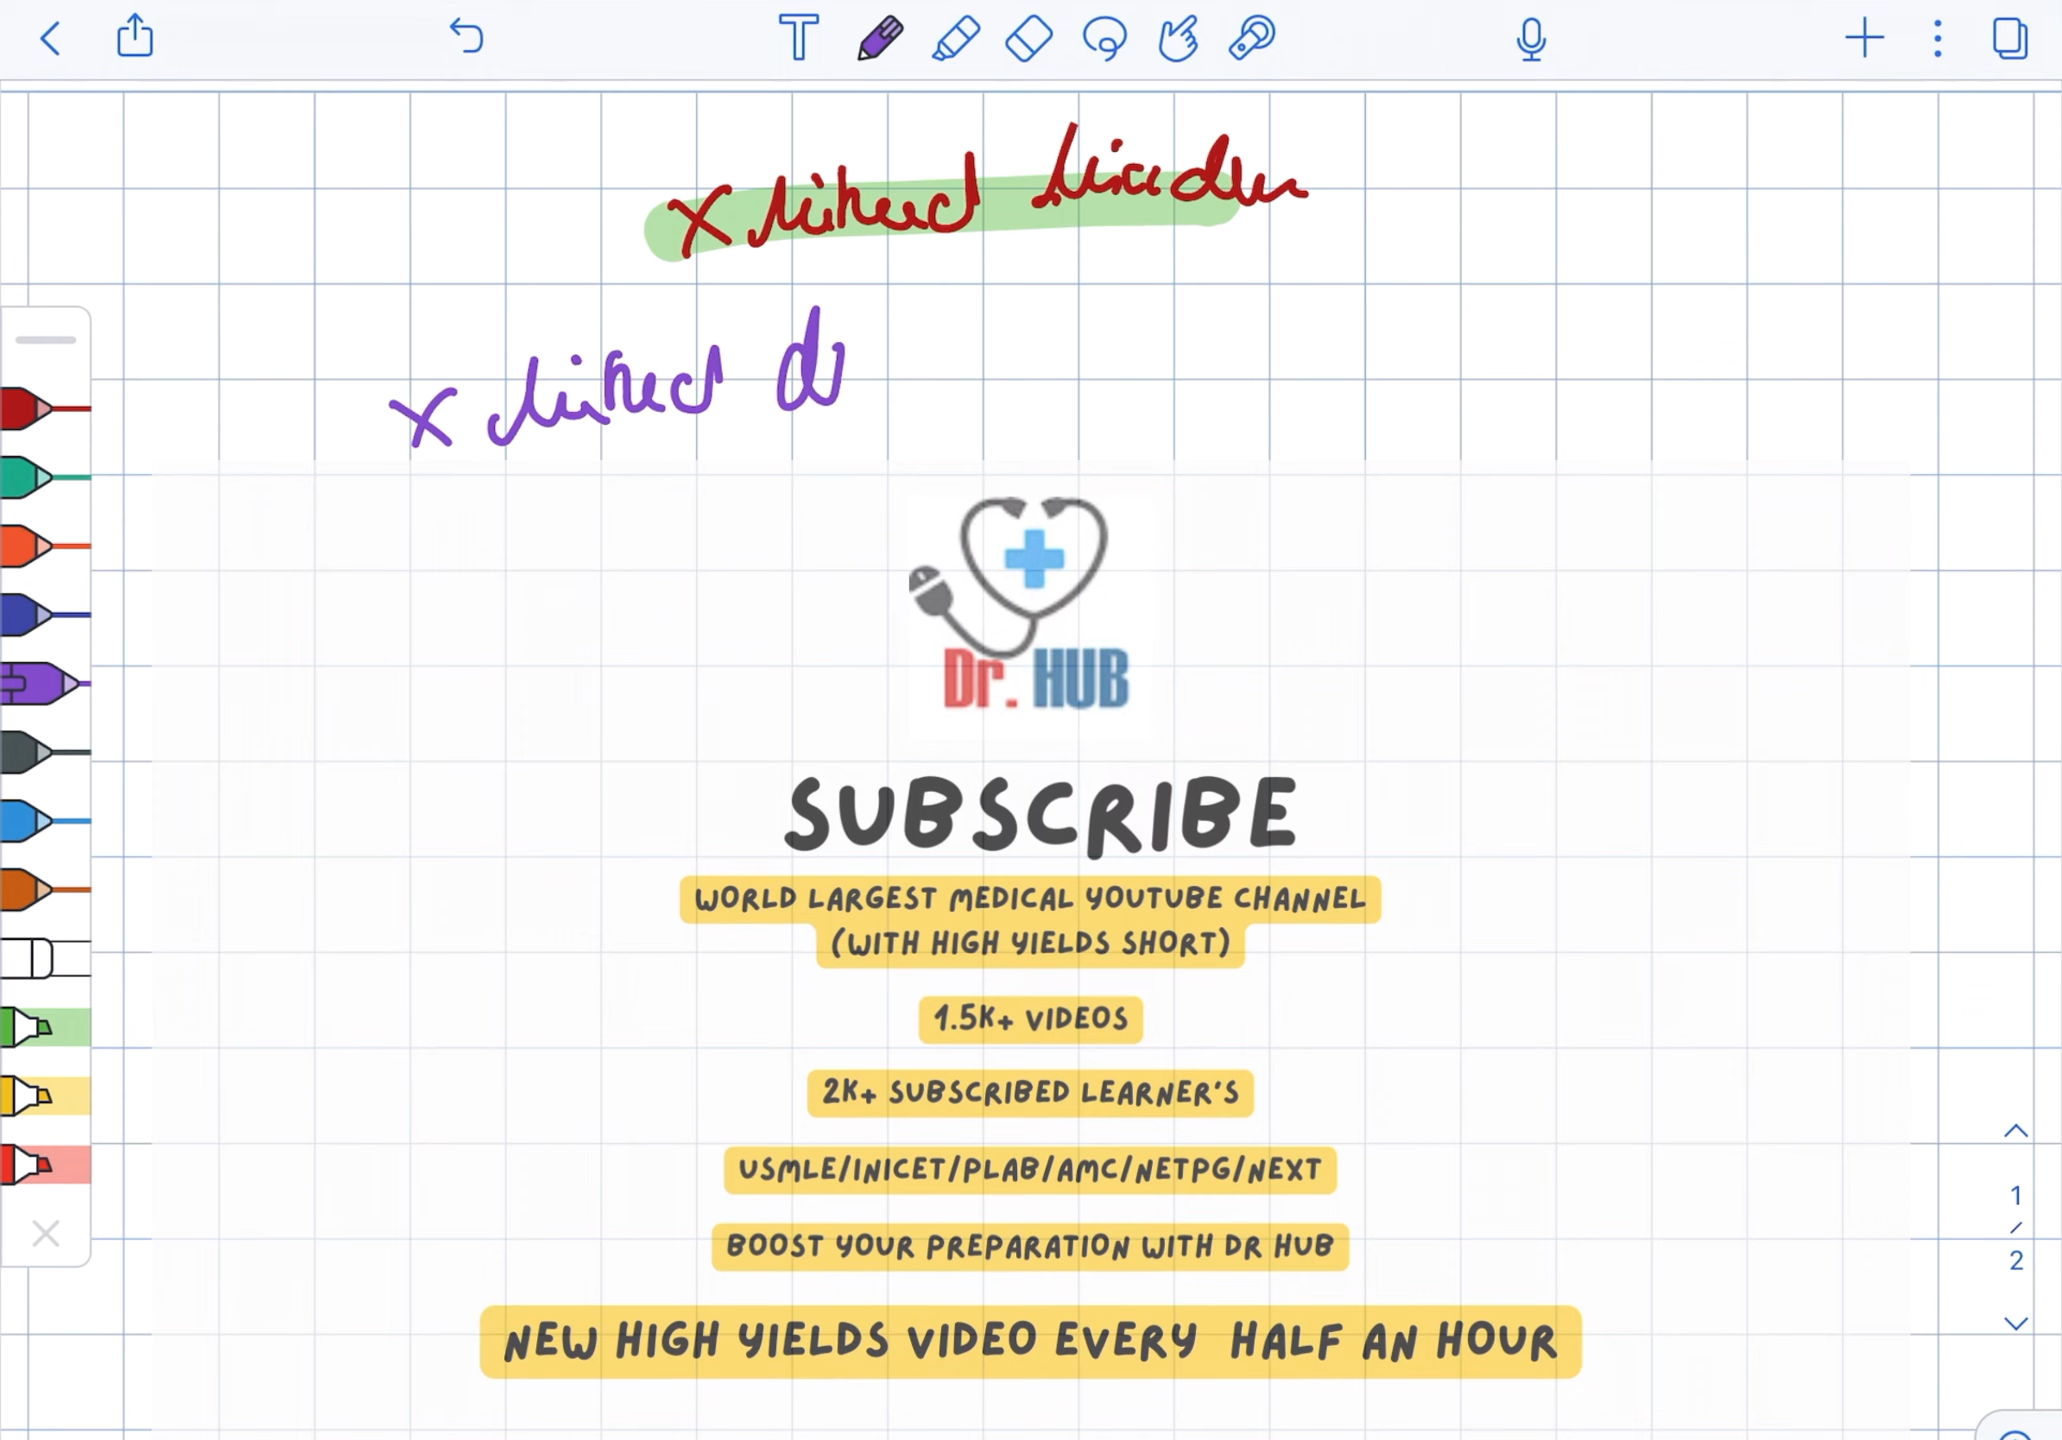 X linked disorder
X linked di
Dr. HUB
SUBSCRIBE
WORLD LARGEST MEDICAL YOUTUBE CHANNEL
(WITH HIGH YIELDS SHORT)
1.5K+ VIDEOS
2K+ SUBSCRIBED LEARNER'S
USMLE/INICET/PLAB/AMC/NETPG/NEXT
BOOST YOUR PREPARATION WITH DR HUB
NEW HIGH YIELDS VIDEO EVERY HALF AN HOUR
1
/
2